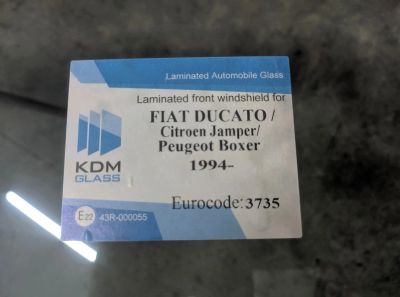 Laminated Automobile Glass
Laminated front windshield for
FIAT DUCATO /
Citroen Jamper/
Peugeot Boxer
1994-
KDM
GLASS
Eurocode: 3735
E22 43R-000055